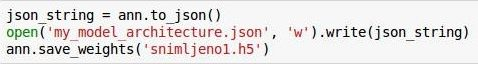 json_string = ann.to_json()
open('my_model_architecture.json', 'w').write(json_string)
ann.save_weights('snimljeno1.h5')